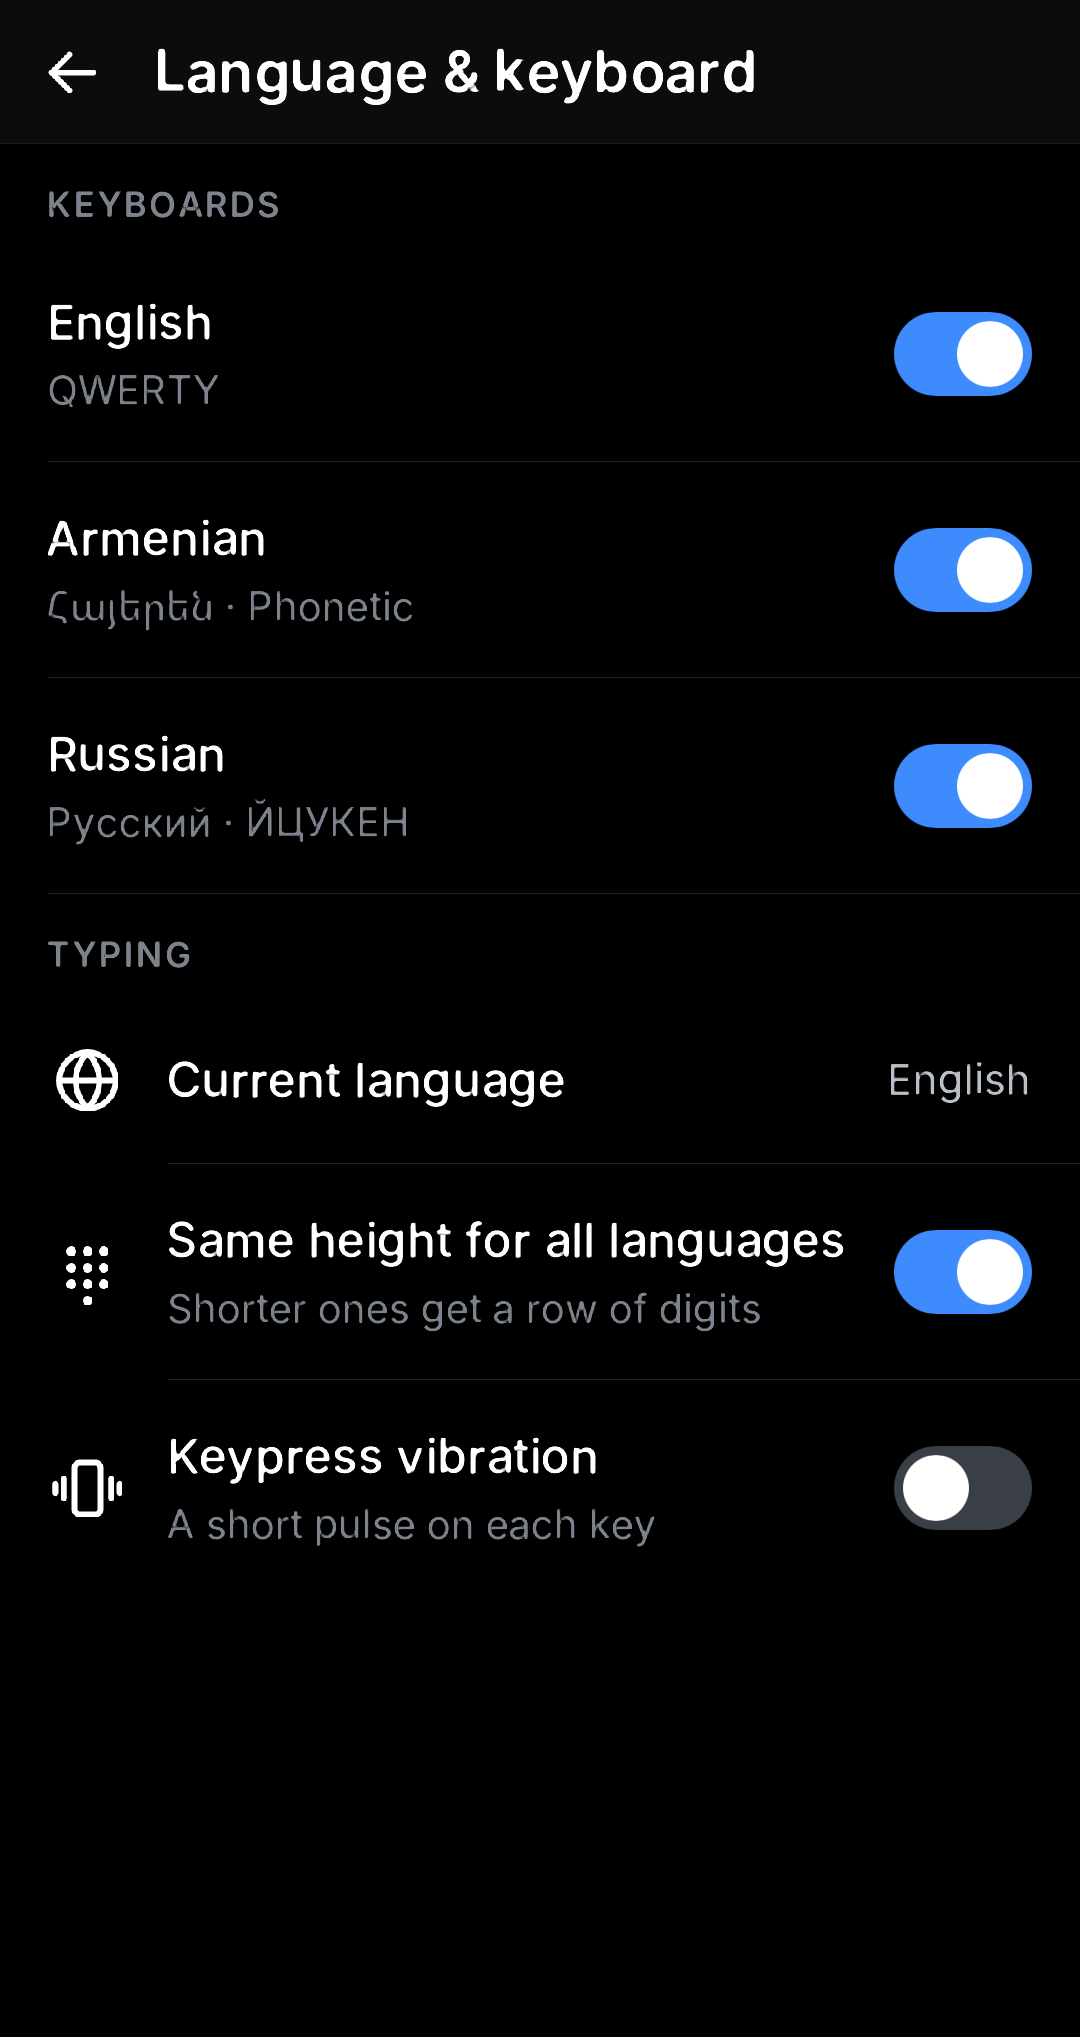 Language & keyboard
KEYBOARDS
English
QWERTY
Armenian
Հայերեն · Phonetic
Russian
Русский · ЙЦУКЕН
TYPING
Current language English
Same height for all languages
Shorter ones get a row of digits
Keypress vibration
A short pulse on each key